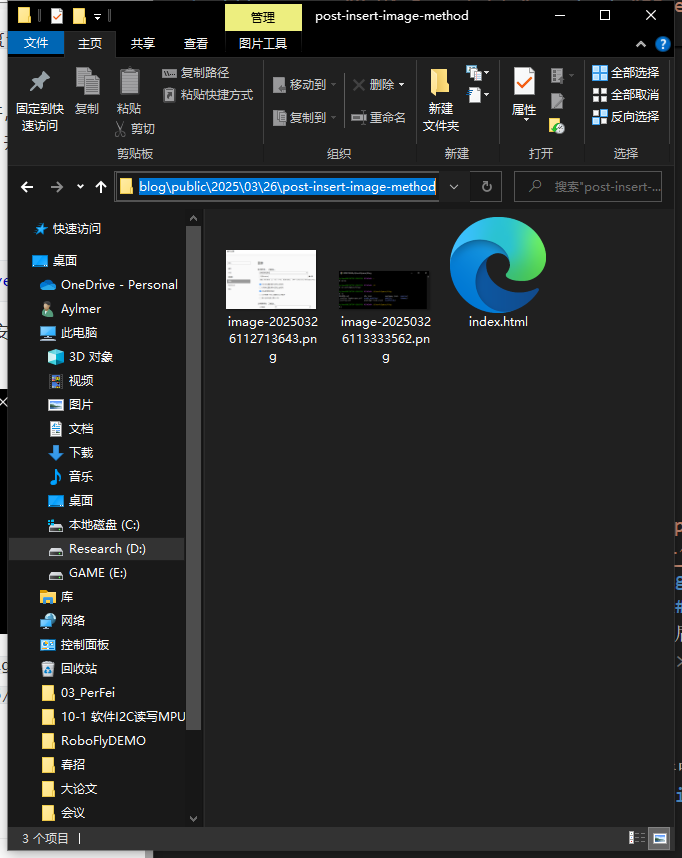 管理
post-insert-image-method
文件
主页
共享
查看
图片工具
固定到快
速访问
复制
粘贴
复制路径
粘贴快捷方式
剪切
剪贴板
移动到
复制到
删除
重命名
组织
新建
文件夹
新建
属性
打开
全部选择
全部取消
反向选择
选择
blog\public\2025\03\26\post-insert-image-method
搜索"post-insert-...
快速访问
桌面
OneDrive - Personal
Aylmer
此电脑
3D 对象
视频
图片
文档
下载
音乐
桌面
本地磁盘 (C:)
Research (D:)
GAME (E:)
库
网络
控制面板
回收站
03_PerFei
10-1 软件I2C读写MPU
RoboFlyDEMO
春招
大论文
会议
image-2025032
6112713643.pn
g
image-2025032
6113333562.pn
g
index.html
3 个项目